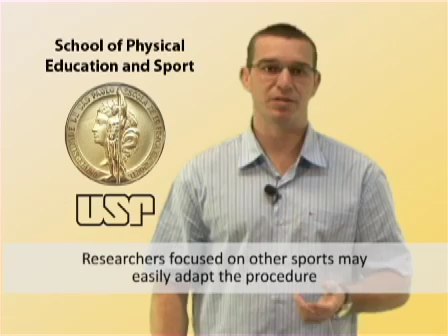 School of Physical
Education and Sport
USP
Researchers focused on other sports may
easily adapt the procedure